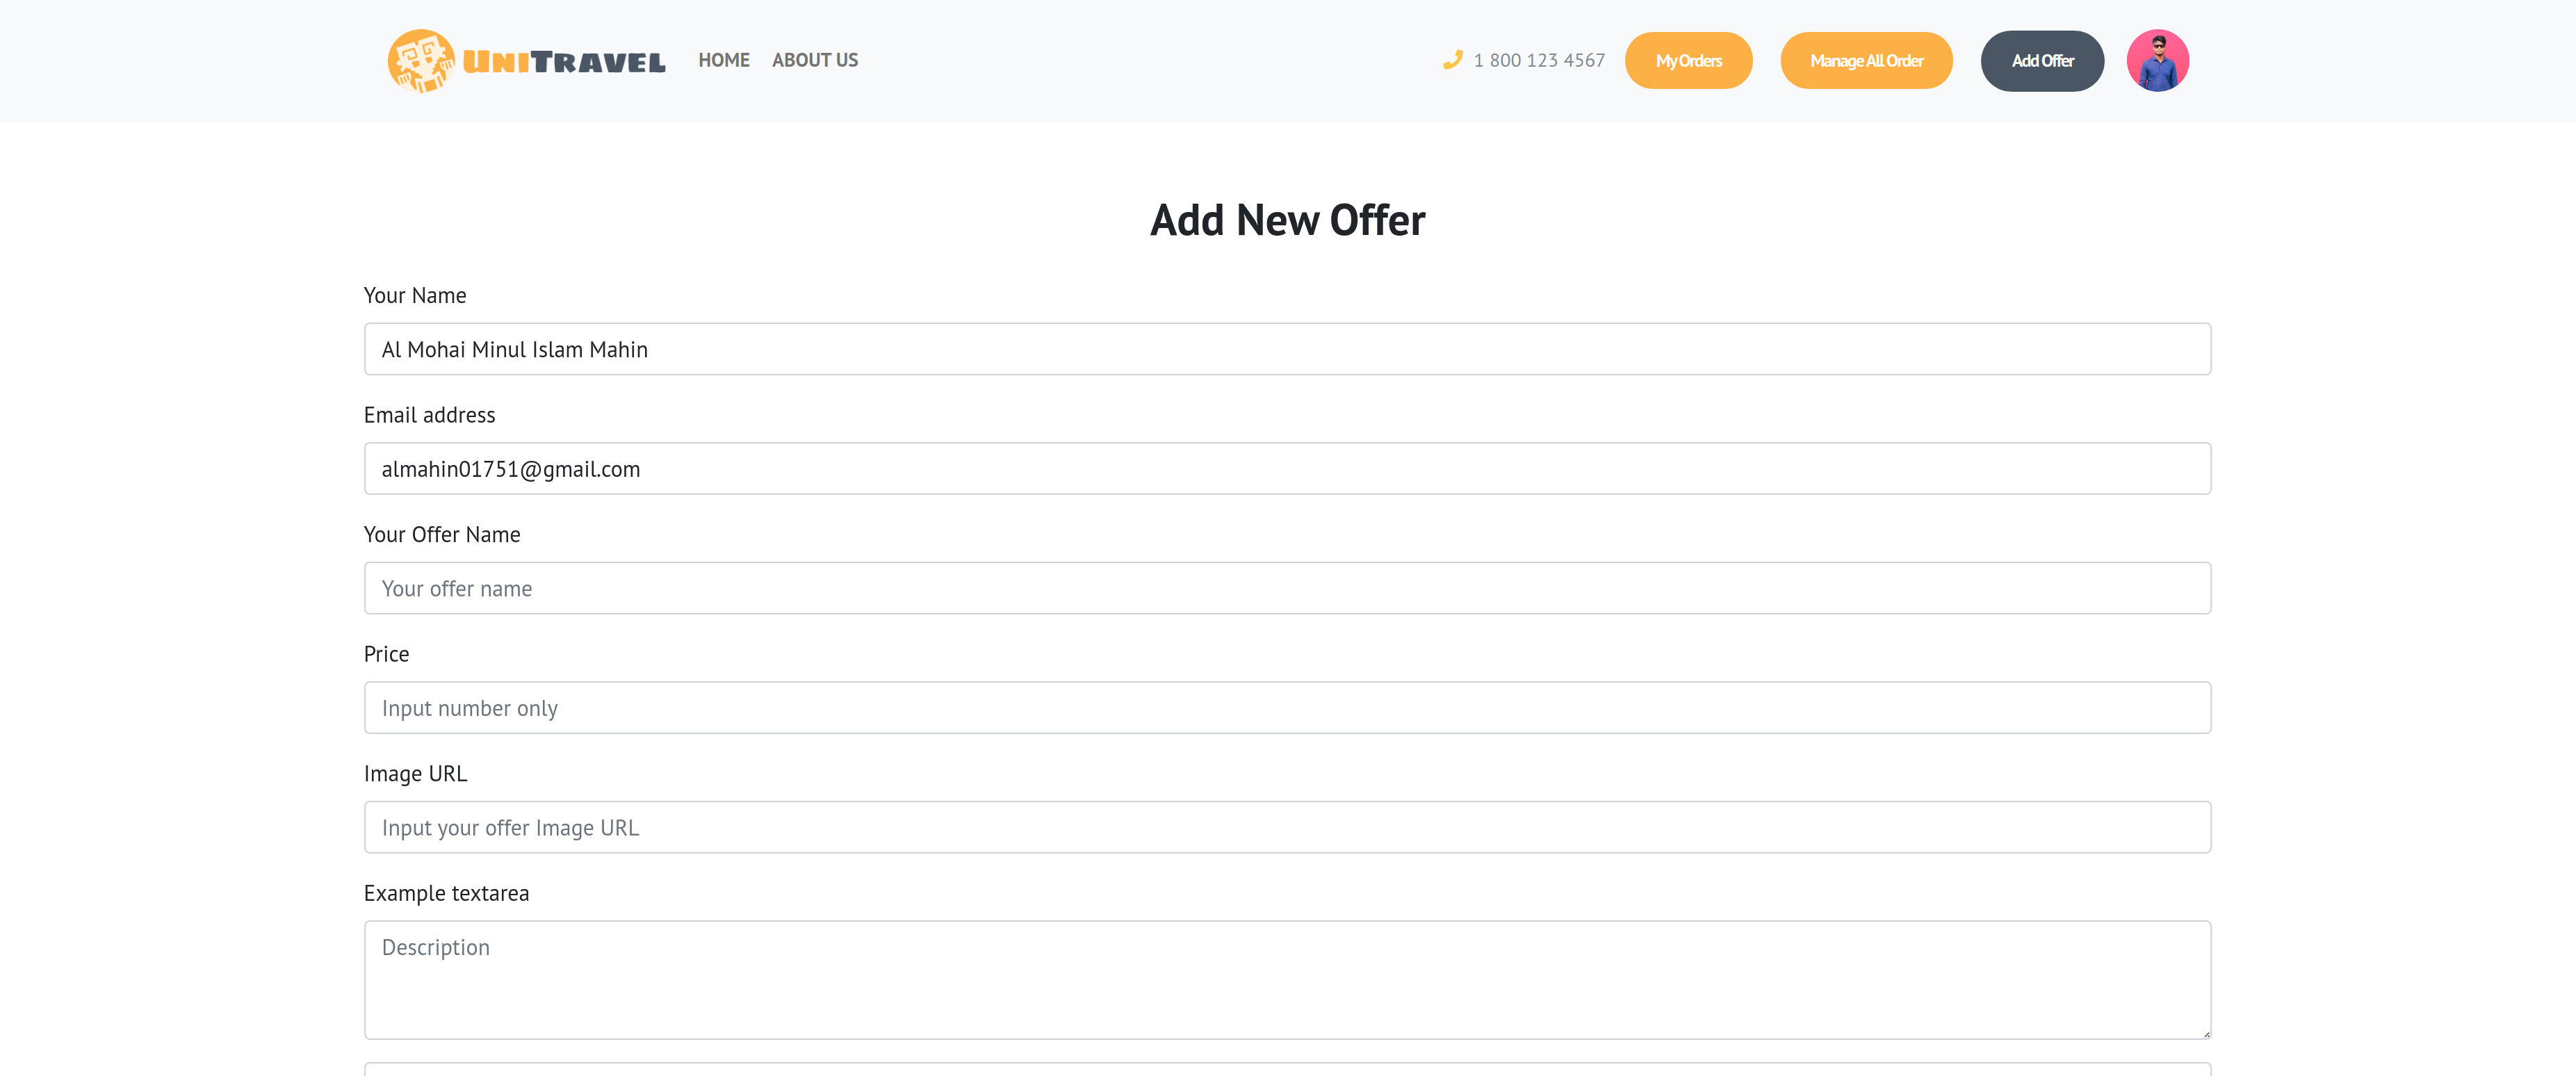 UNITRAVEL HOME ABOUT US 1 800 123 4567 My Orders Manage All Order Add Offer
Add New Offer
Your Name
Al Mohai Minul Islam Mahin
Email address
almahin01751@gmail.com
Your Offer Name
Your offer name
Price
Input number only
Image URL
Input your offer Image URL
Example textarea
Description